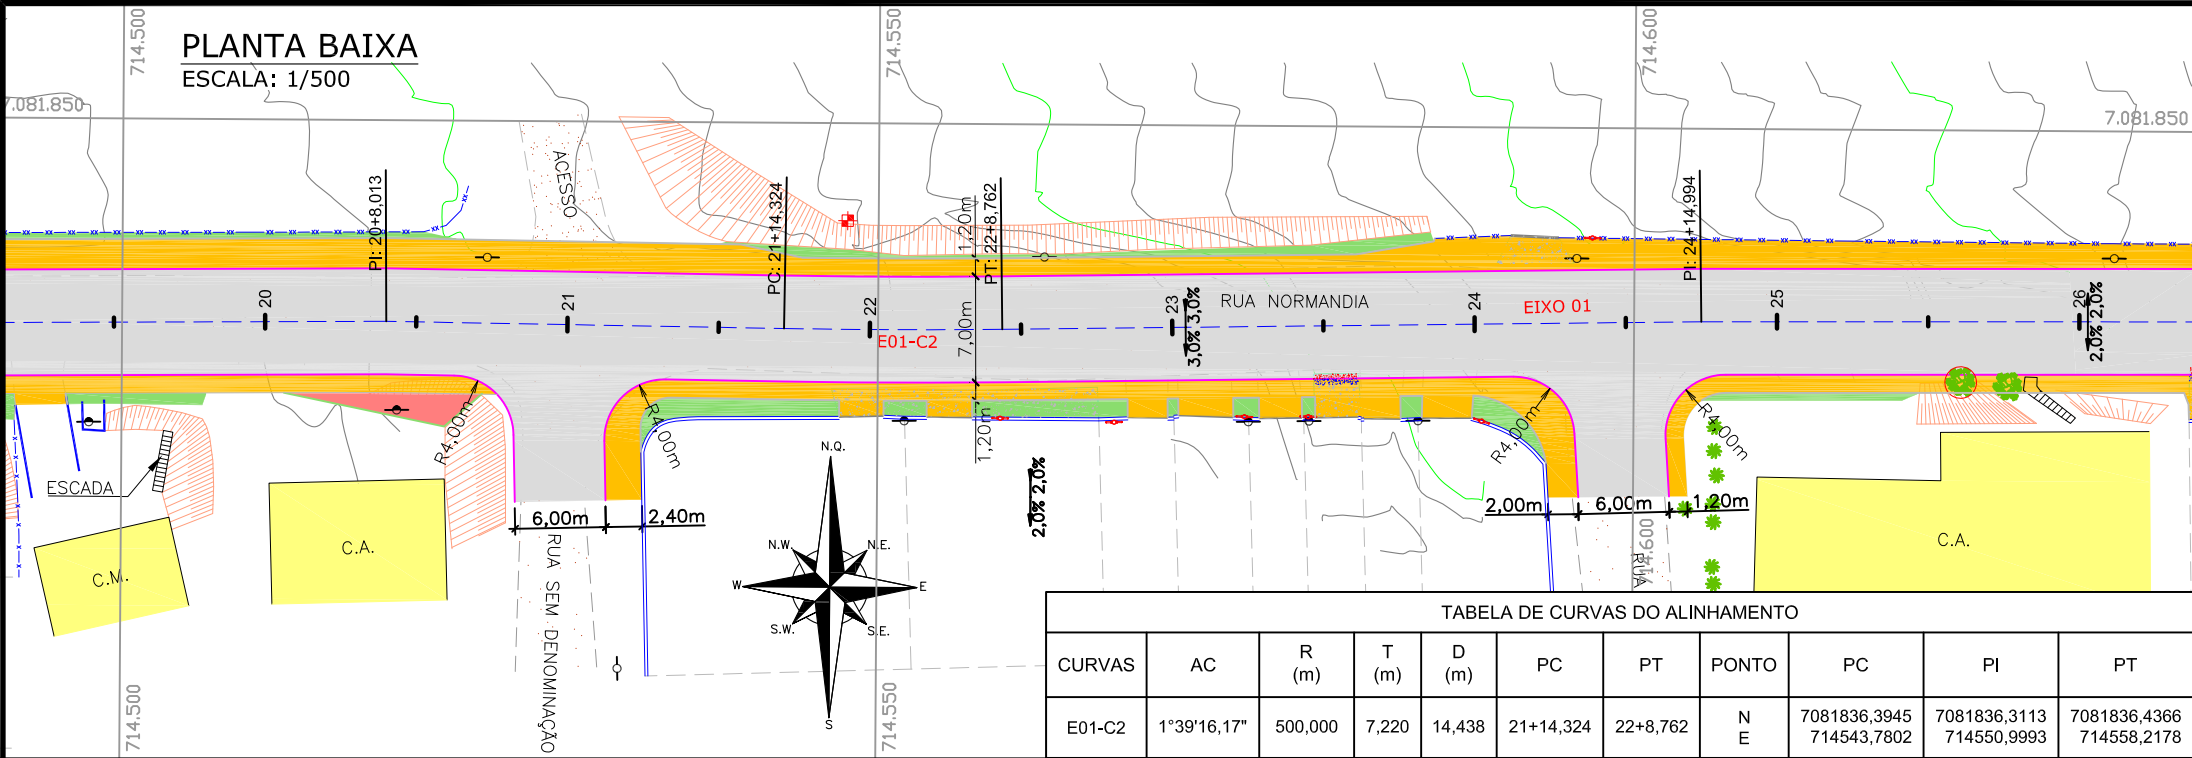 PLANTA BAIXA
ESCALA: 1/500
714.500
714.550
714.600
7.081.850
7.081.850
ACESSO
PI: 20+8,013
PC: 21+14,324
PT: 22+8,762
PI: 24+14,994
1,20m
20
21
22
23
24
25
26
RUA NORMANDIA
EIXO 01
E01-C2
7,00m
3,0% 3,0%
2,0% 2,0%
1,20m
2,0% 2,0%
R4,00m
R4,00m
R4,00m
R4,00m
ESCADA
C.M.
C.A.
C.A.
6,00m
2,40m
2,00m
6,00m
1,20m
RUA SEM DENOMINAÇÃO
RUA
714.600
714.500
714.550
N.Q.
N.W.
N.E.
W
E
S.W.
S.E.
S
TABELA DE CURVAS DO ALINHAMENTO
CURVAS AC R (m) T (m) D (m) PC PT PONTO PC PI PT
E01-C2 1°39'16,17" 500,000 7,220 14,438 21+14,324 22+8,762 N 7081836,3945 7081836,3113 7081836,4366
E 714543,7802 714550,9993 714558,2178